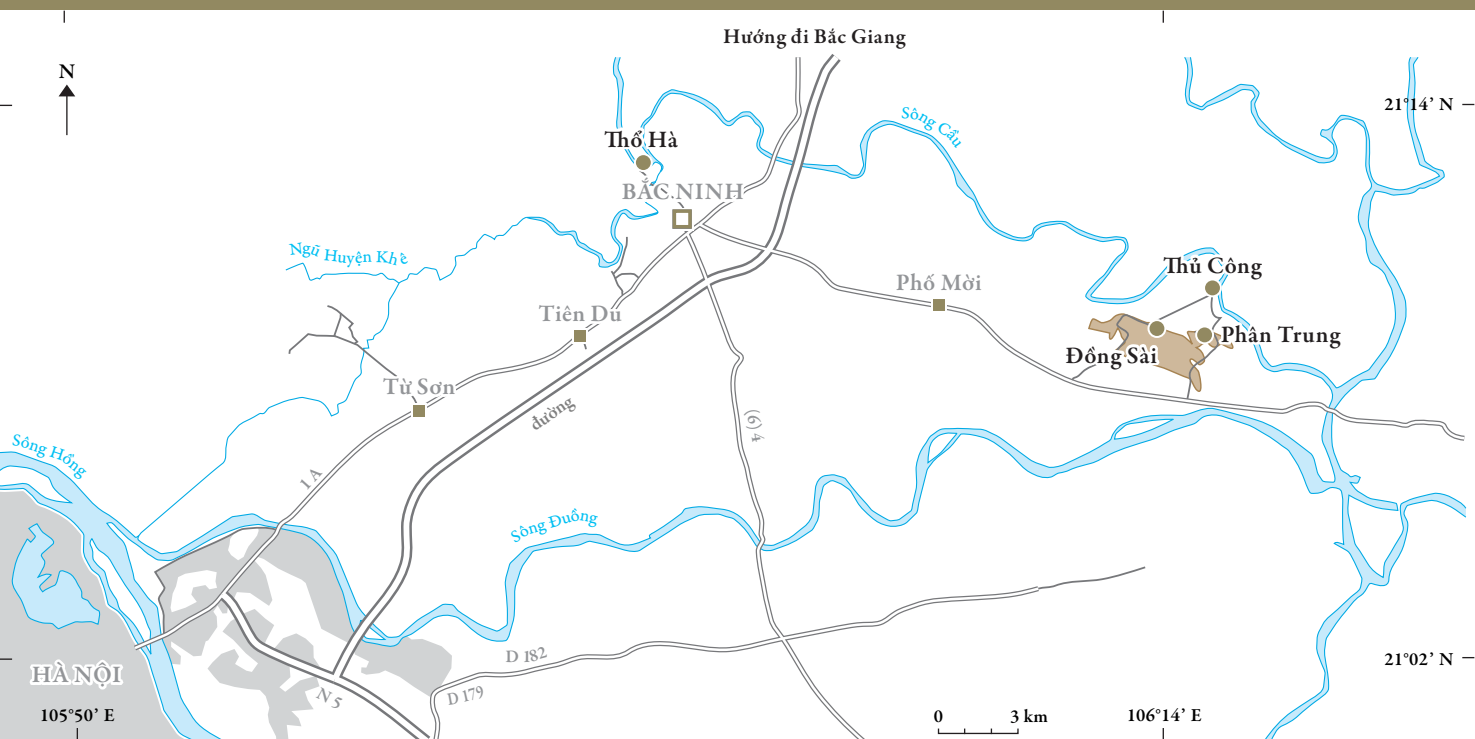 Hướng đi Bắc Giang
N
21°14’ N
Sông Cầu
Thổ Hà
BẮC NINH
Ngũ Huyện Khê
Thủ Công
Phố Mời
Tiên Du
Phân Trung
Đồng Sài
Từ Sơn
đường
(6) 4
Sông Hồng
1 A
Sông Đuống
D 182
21°02’ N
HÀ NỘI
N 5
D 179
105°50’ E
0 3 km
106°14’ E